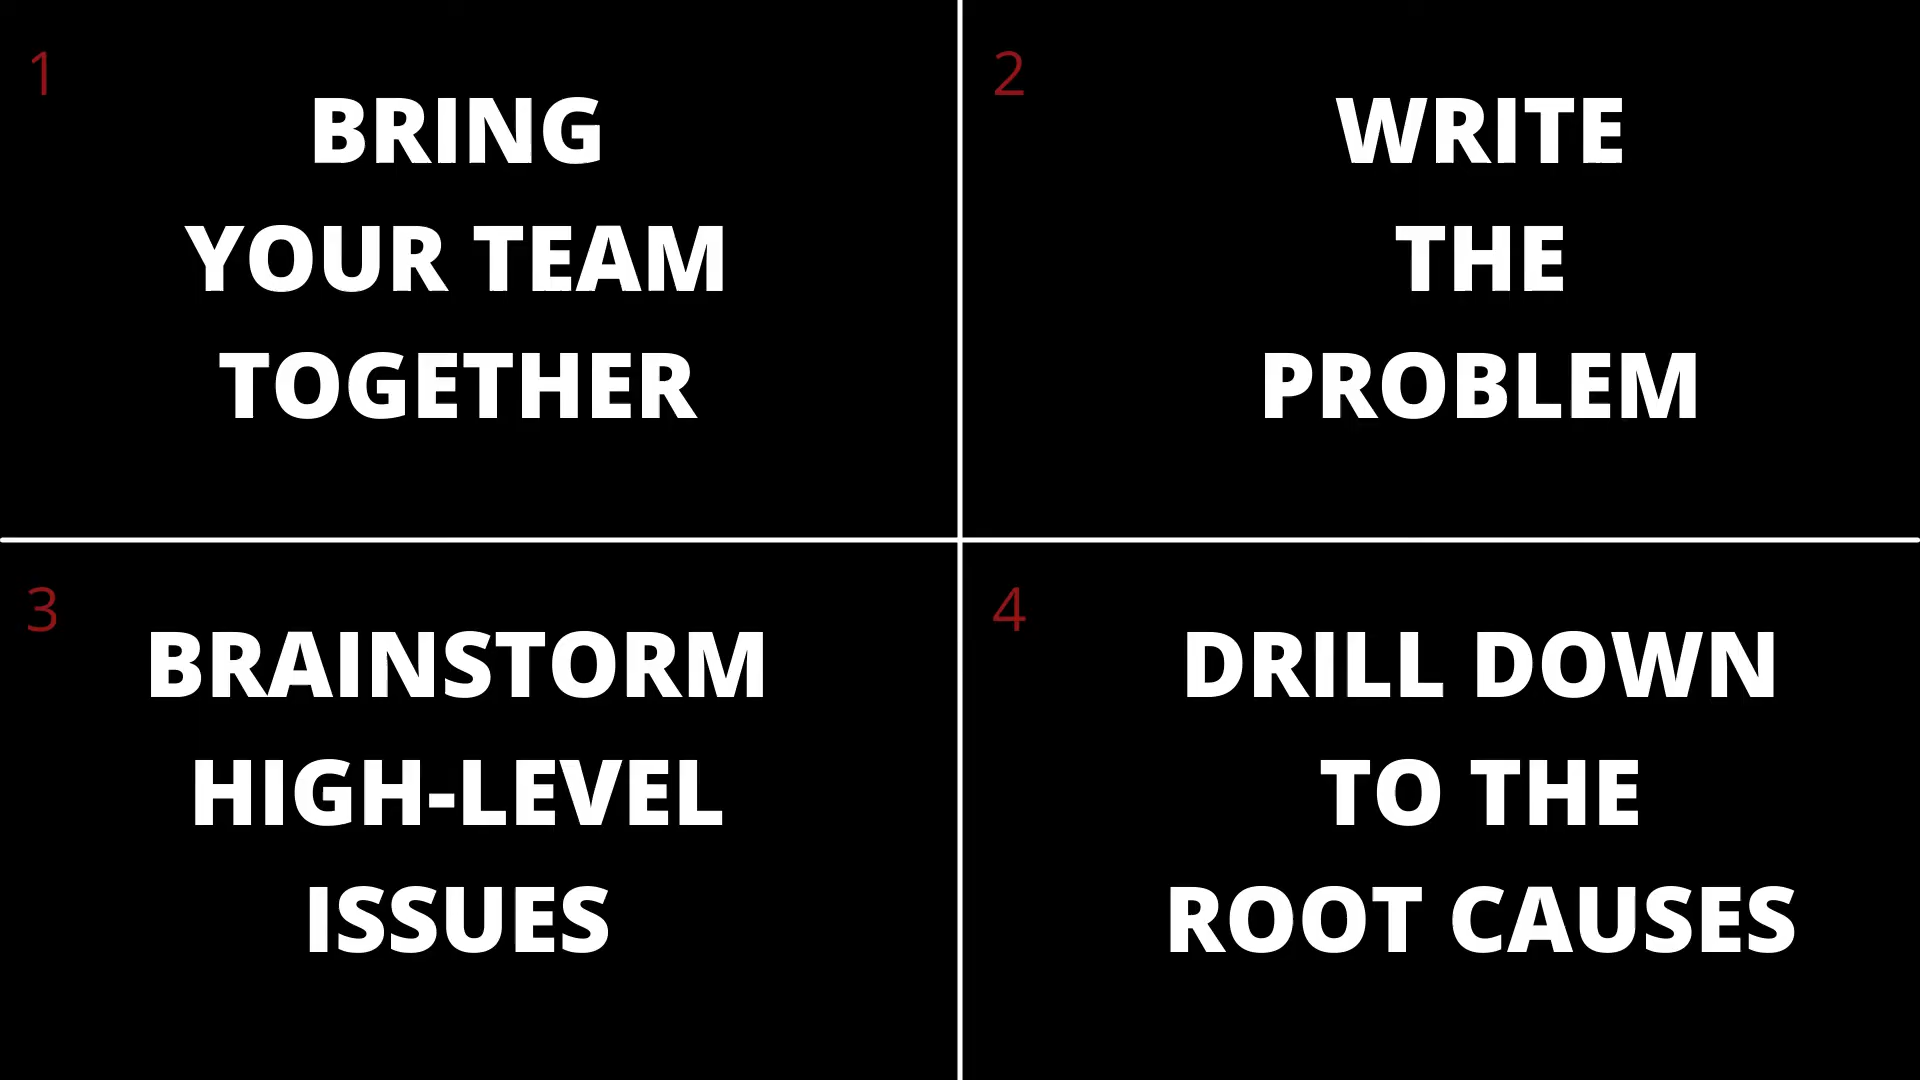 1
BRING
YOUR TEAM
TOGETHER
2
WRITE
THE
PROBLEM
3
BRAINSTORM
HIGH-LEVEL
ISSUES
4
DRILL DOWN
TO THE
ROOT CAUSES